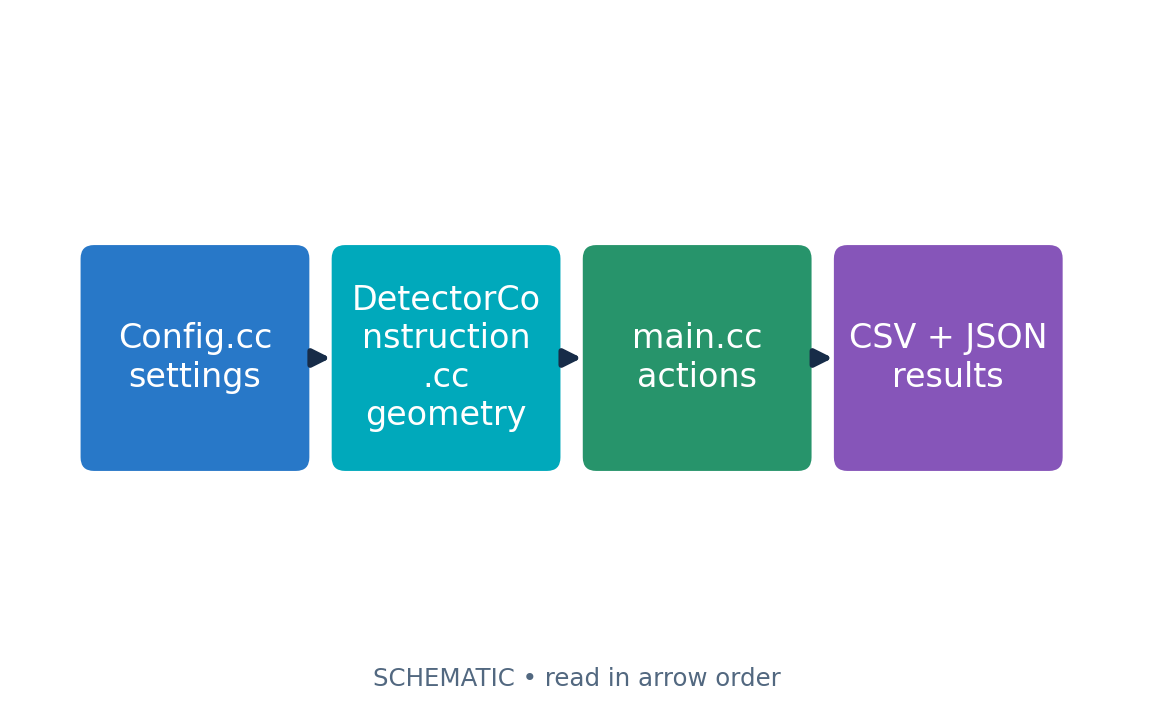 Config.cc
settings
DetectorCo
nstruction
.cc
geometry
main.cc
actions
CSV + JSON
results
SCHEMATIC • read in arrow order